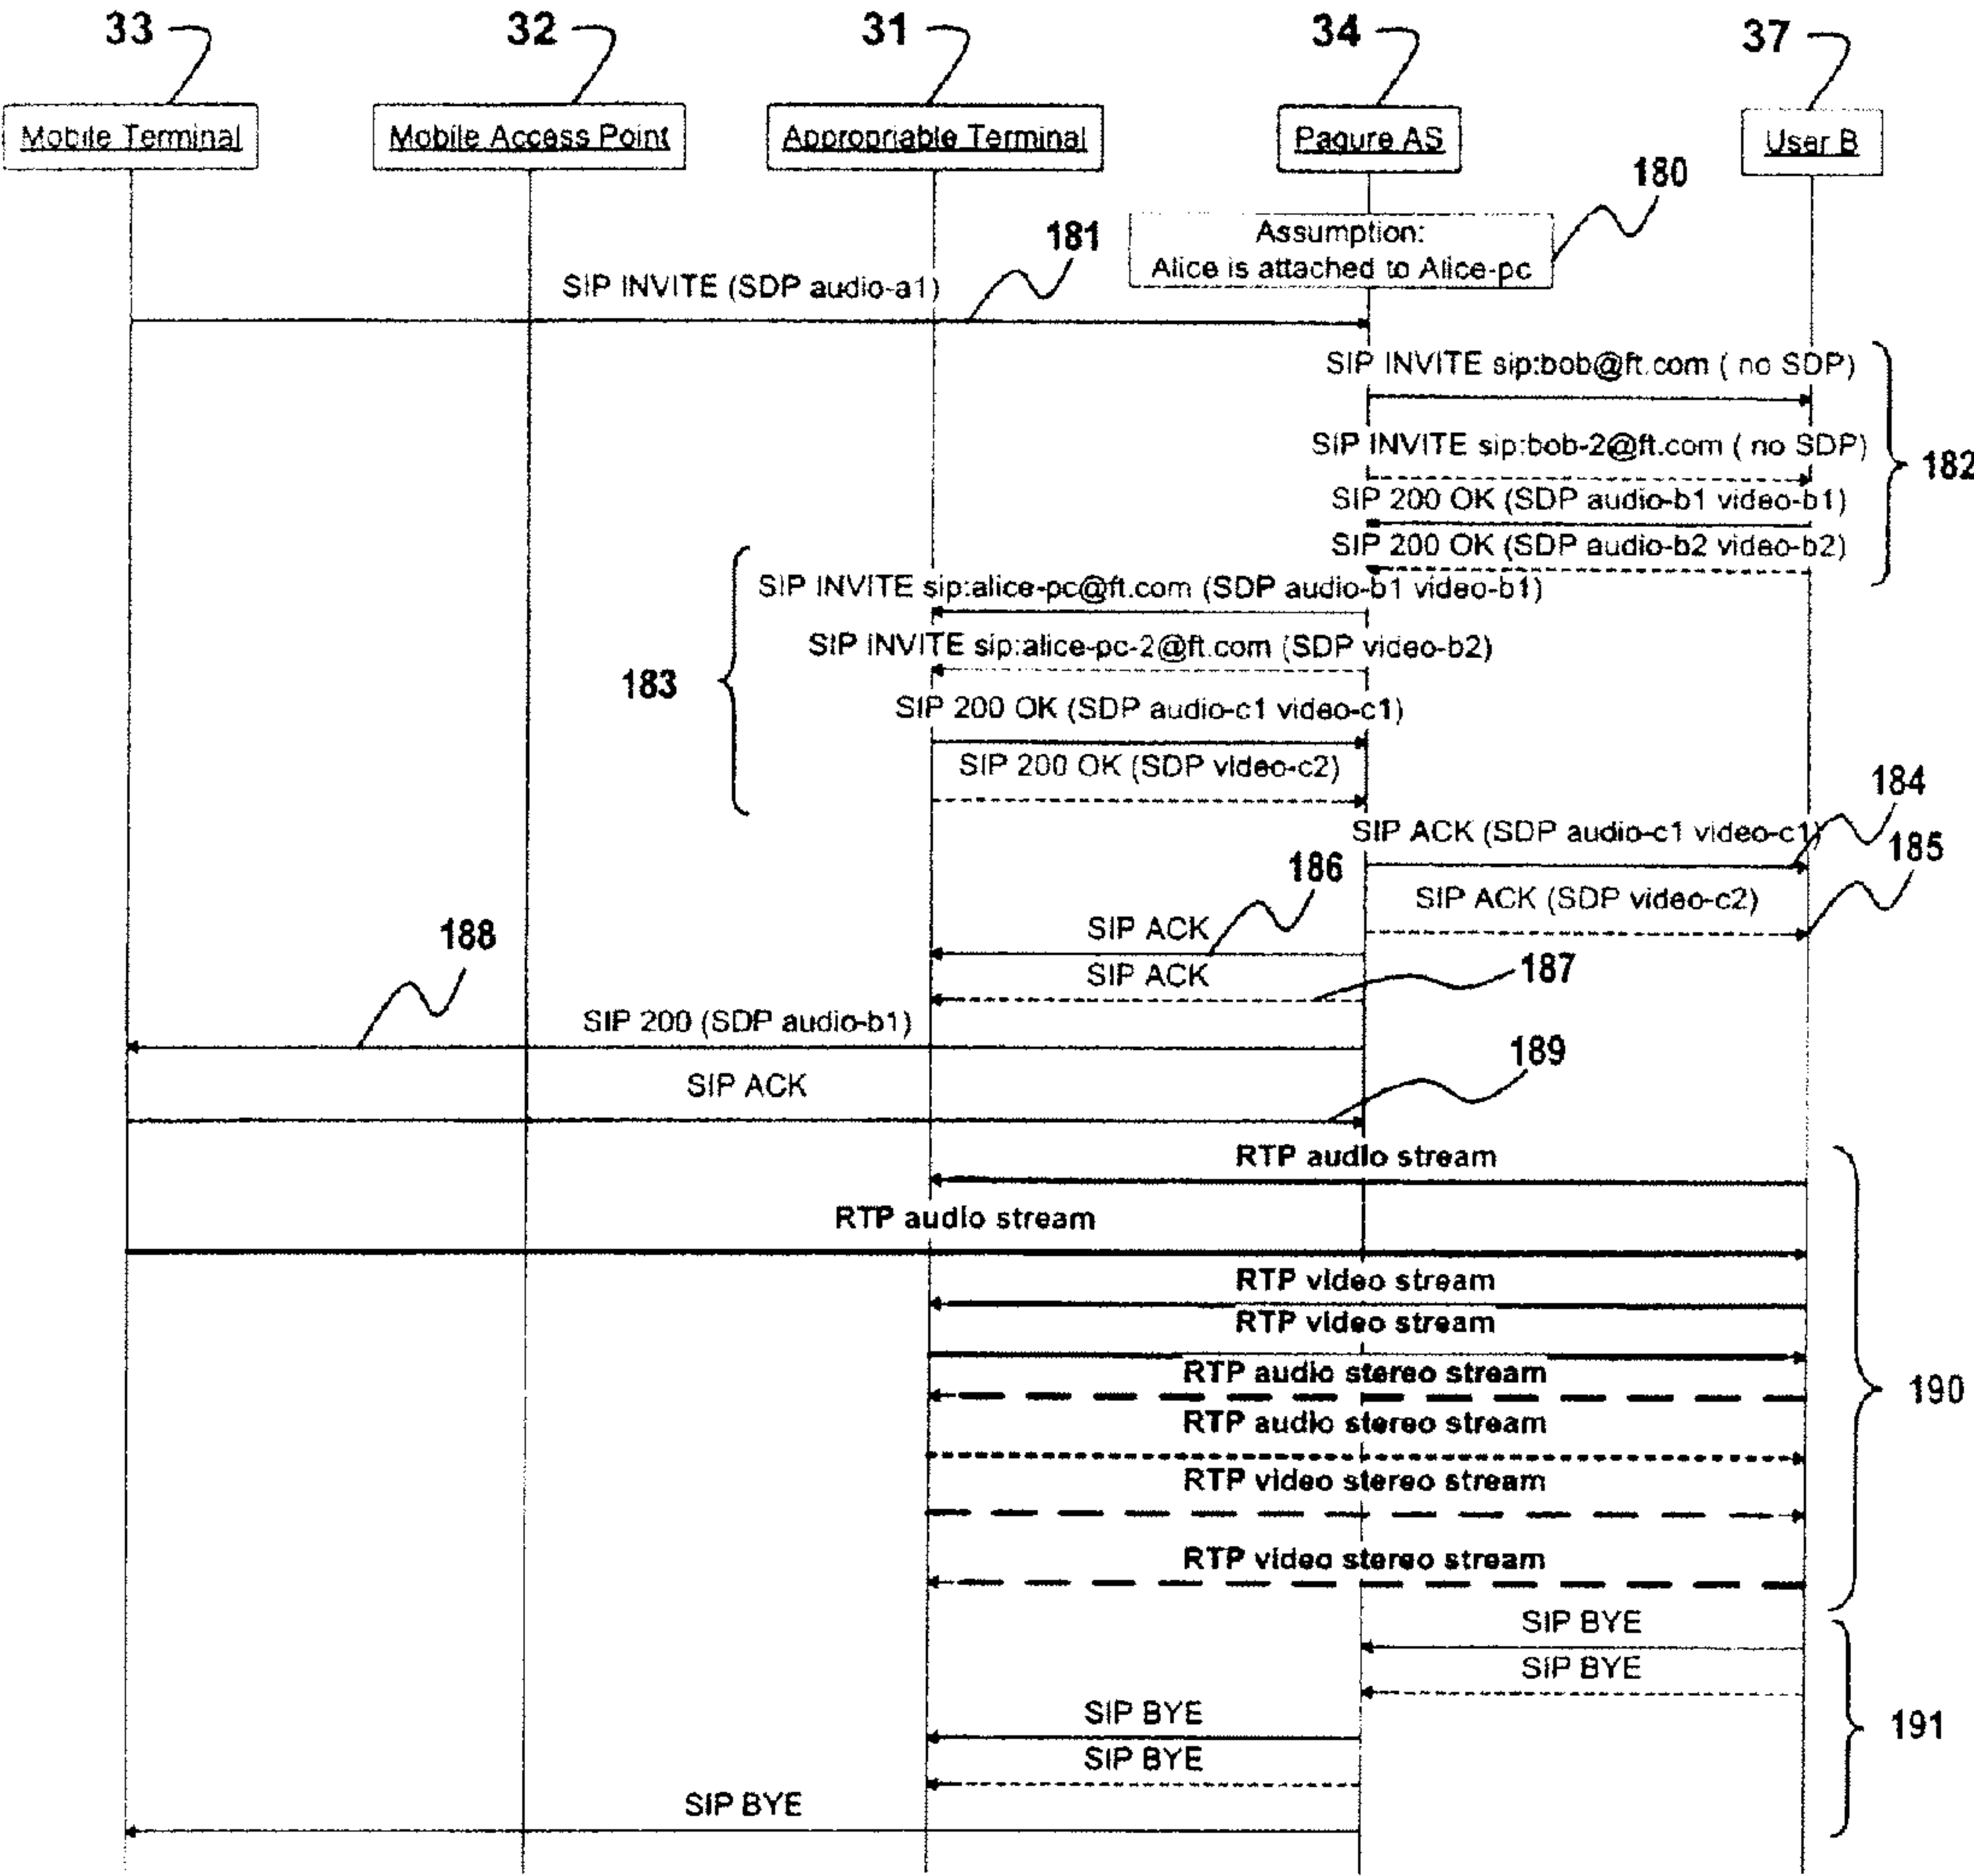 33
32
31
34
37
Mobile Terminal
Mobile Access Point
Appropriable Terminal
Pagure AS
User B
180
Assumption:
Alice is attached to Alice-pc
181
SIP INVITE (SDP audio-a1)
SIP INVITE sip:bob@ft.com ( no SDP)
SIP INVITE sip:bob-2@ft.com ( no SDP)
182
SIP 200 OK (SDP audio-b1 video-b1)
SIP 200 OK (SDP audio-b2 video-b2)
SIP INVITE sip:alice-pc@ft.com (SDP audio-b1 video-b1)
SIP INVITE sip:alice-pc-2@ft.com (SDP video-b2)
183
SIP 200 OK (SDP audio-c1 video-c1)
SIP 200 OK (SDP video-c2)
184
SIP ACK (SDP audio-c1 video-c1)
185
186
SIP ACK (SDP video-c2)
SIP ACK
188
SIP ACK
187
SIP 200 (SDP audio-b1)
189
SIP ACK
RTP audio stream
RTP audio stream
RTP video stream
RTP video stream
RTP audio stereo stream
190
RTP audio stereo stream
RTP video stereo stream
RTP video stereo stream
SIP BYE
SIP BYE
SIP BYE
191
SIP BYE
SIP BYE